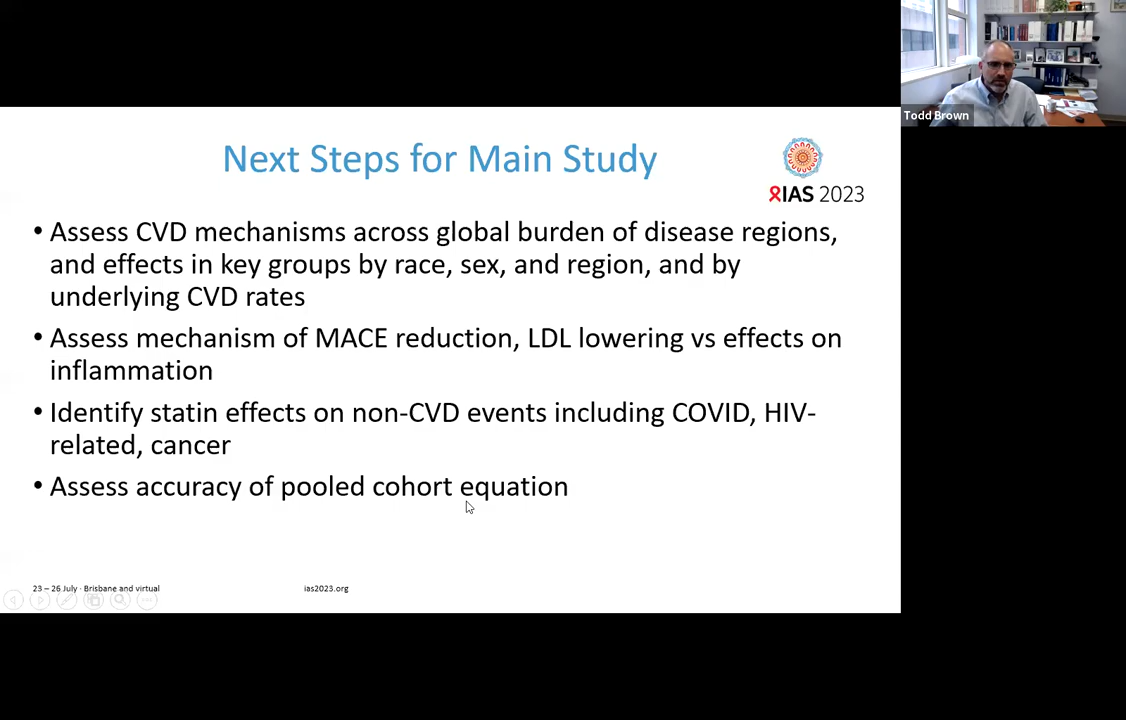 Todd Brown
Next Steps for Main Study
IAS 2023
• Assess CVD mechanisms across global burden of disease regions,
and effects in key groups by race, sex, and region, and by
underlying CVD rates
• Assess mechanism of MACE reduction, LDL lowering vs effects on
inflammation
• Identify statin effects on non-CVD events including COVID, HIV-
related, cancer
• Assess accuracy of pooled cohort equation
23 – 26 July · Brisbane and virtual
ias2023.org